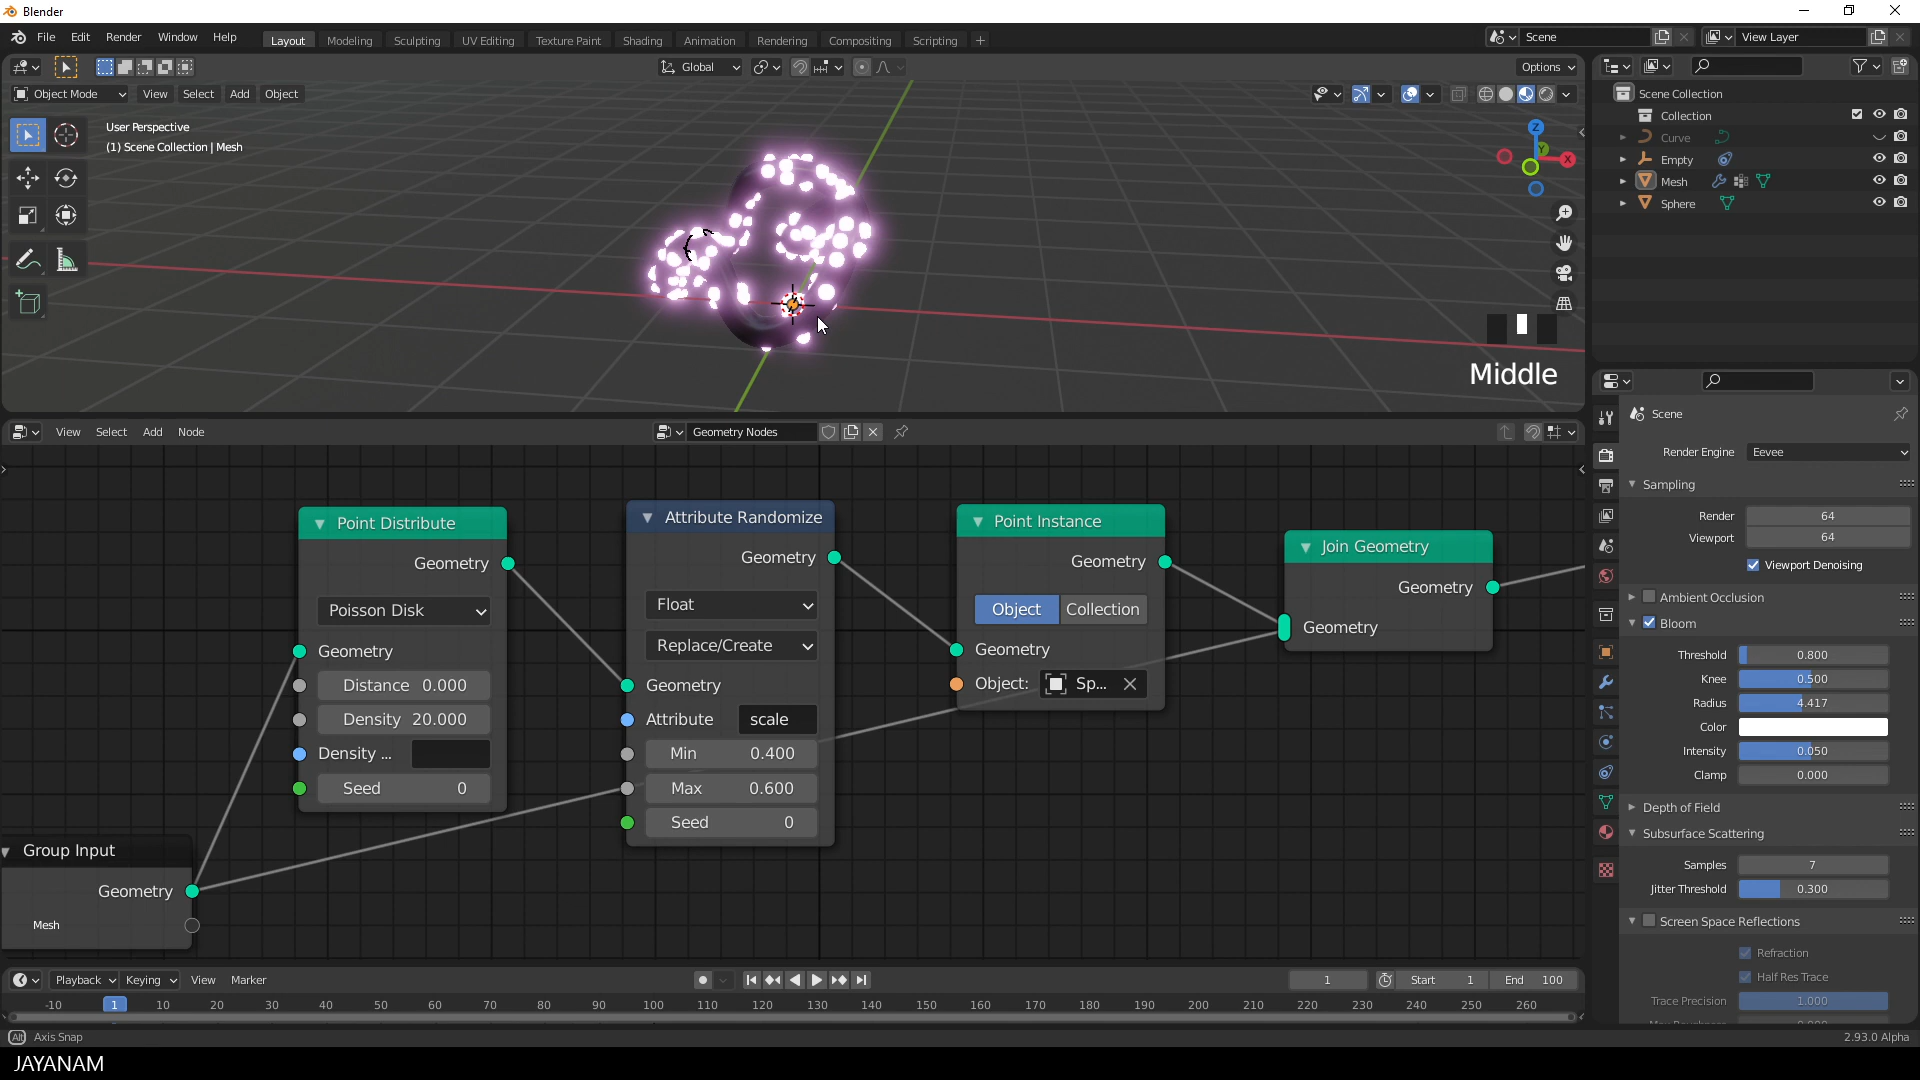 Blender
File Edit Render Window Help
Layout Modeling Sculpting UV Editing Texture Paint Shading Animation Rendering Compositing Scripting +
Scene
View Layer
Global
Options
Object Mode View Select Add Object
User Perspective
(1) Scene Collection | Mesh
Z
Y
X
Middle
Scene Collection
Collection
Curve
Empty
Mesh
Sphere
View Select Add Node
Geometry Nodes
Point Distribute
Geometry
Poisson Disk
Geometry
Distance 0.000
Density 20.000
Density ...
Seed 0
Attribute Randomize
Geometry
Float
Replace/Create
Geometry
Attribute scale
Min 0.400
Max 0.600
Seed 0
Point Instance
Geometry
Object Collection
Geometry
Object: Sp...
Join Geometry
Geometry
Geometry
Group Input
Geometry
Mesh
Scene
Render Engine Eevee
Sampling
Render 64
Viewport 64
Viewport Denoising
Ambient Occlusion
Bloom
Threshold 0.800
Knee 0.500
Radius 4.417
Color
Intensity 0.050
Clamp 0.000
Depth of Field
Subsurface Scattering
Samples 7
Jitter Threshold 0.300
Screen Space Reflections
Refraction
Half Res Trace
Trace Precision 1.000
Playback Keying View Marker
1
Start 1
End 100
-10 1 10 20 30 40 50 60 70 80 90 100 110 120 130 140 150 160 170 180 190 200 210 220 230 240 250 260
Alt Axis Snap
2.93.0 Alpha
JAYANAM